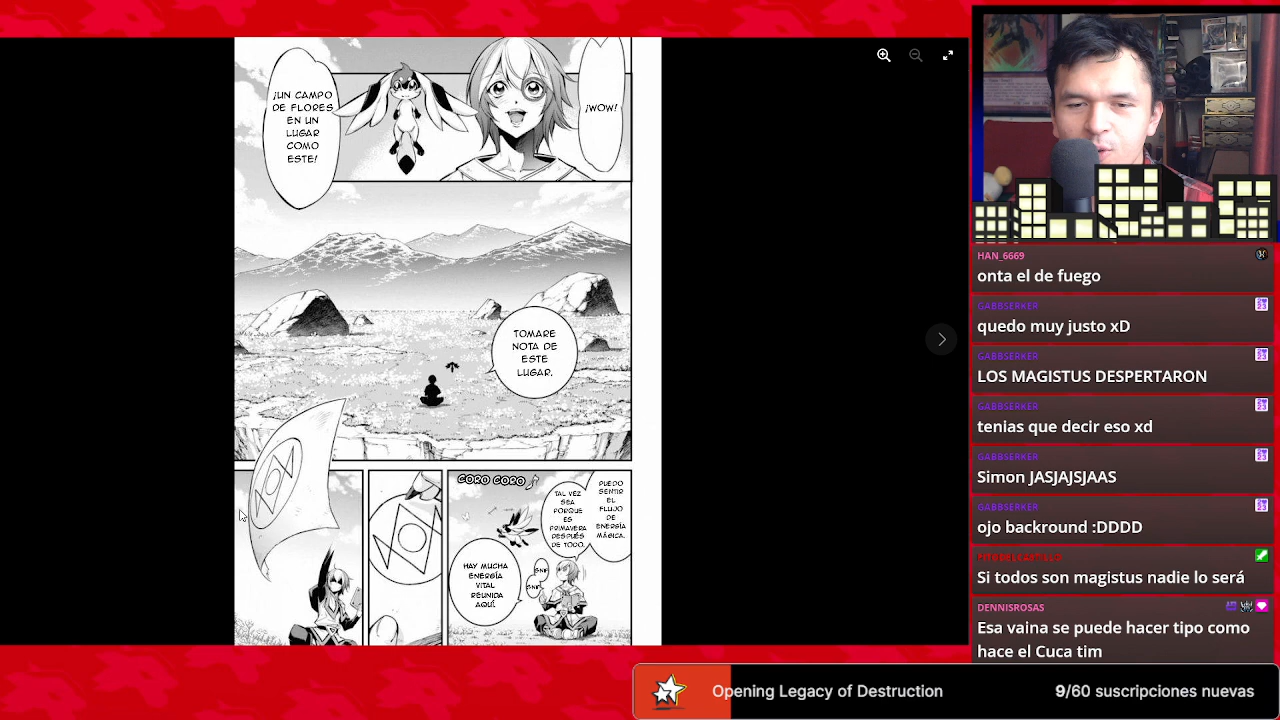 ¡WOW!
¡UN CAMPO
DE FLORES
EN UN
LUGAR
COMO
ESTE!
TOMARE
NOTA DE
ESTE
LUGAR.
GORO GORO
PUEDO
SENTIR
EL
FLUJO
DE
ENERGÍA
MÁGICA.
TAL VEZ
SEA
PORQUE
ES
PRIMAVERA
DESPUÉS
DE TODO.
HAY MUCHA
ENERGÍA
VITAL
REUNIDA
AQUÍ.
HAN_6669
onta el de fuego
GABBSERKER
quedo muy justo xD
GABBSERKER
LOS MAGISTUS DESPERTARON
GABBSERKER
tenias que decir eso xd
GABBSERKER
Simon JASJAJSJAAS
GABBSERKER
ojo backround :DDDD
Si todos son magistus nadie lo será
DENNISROSAS
Esa vaina se puede hacer tipo como
hace el Cuca tim
Opening Legacy of Destruction
9/60 suscripciones nuevas